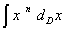 ∫ x ⁿ d_D x